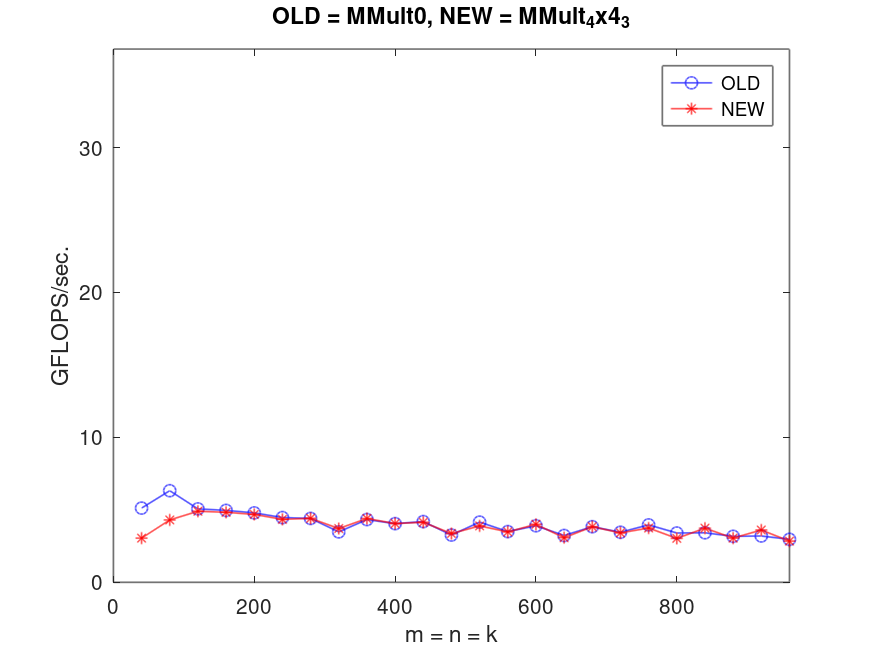 OLD = MMult0, NEW = MMult₄x4₃
OLD
NEW
GFLOPS/sec.
30
20
10
0
0 200 400 600 800
m = n = k